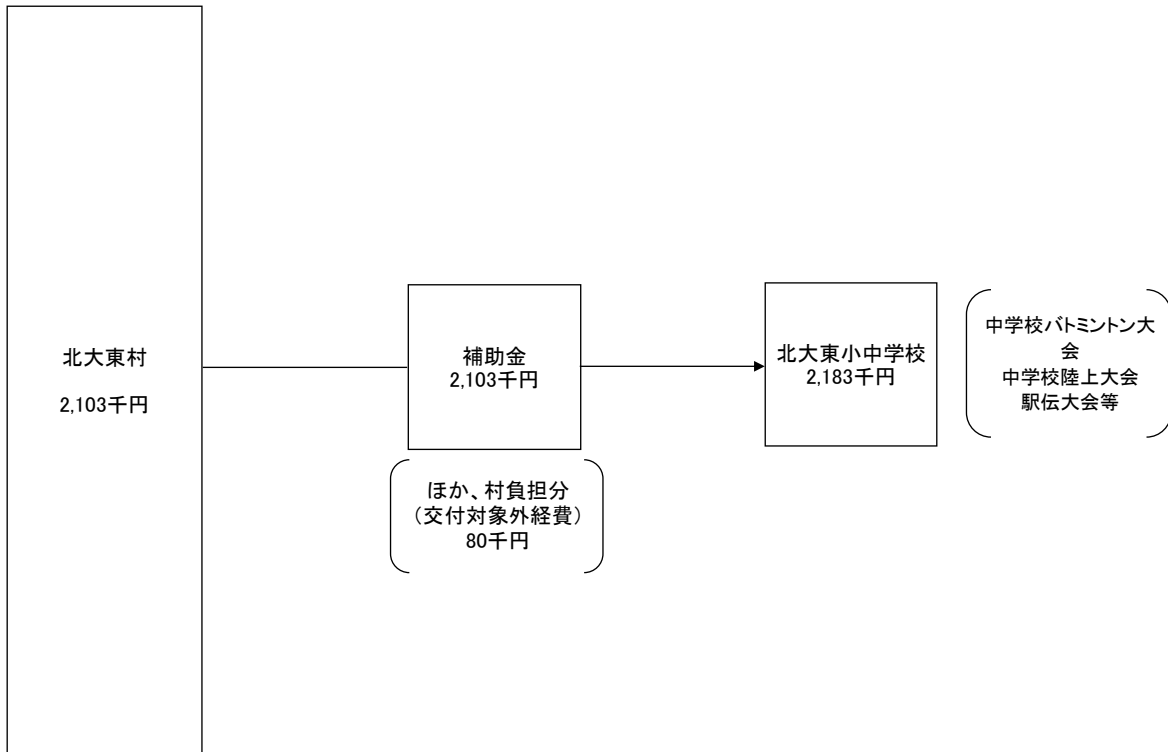 北大東村
2,103千円
補助金
2,103千円
ほか、村負担分
（交付対象外経費）
80千円
北大東小中学校
2,183千円
中学校バトミントン大
会
中学校陸上大会
駅伝大会等